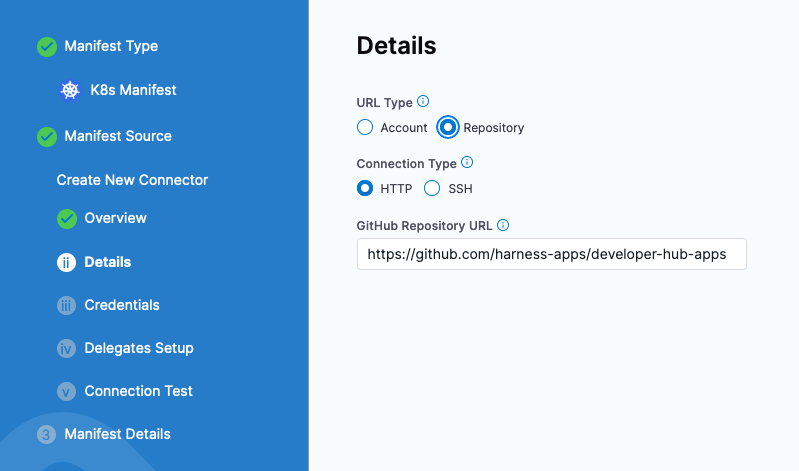 Manifest Type
K8s Manifest
Manifest Source
Create New Connector
Overview
ii Details
iii Credentials
iv Delegates Setup
v Connection Test
3 Manifest Details
Details
URL Type
Account Repository
Connection Type
HTTP SSH
GitHub Repository URL
https://github.com/harness-apps/developer-hub-apps